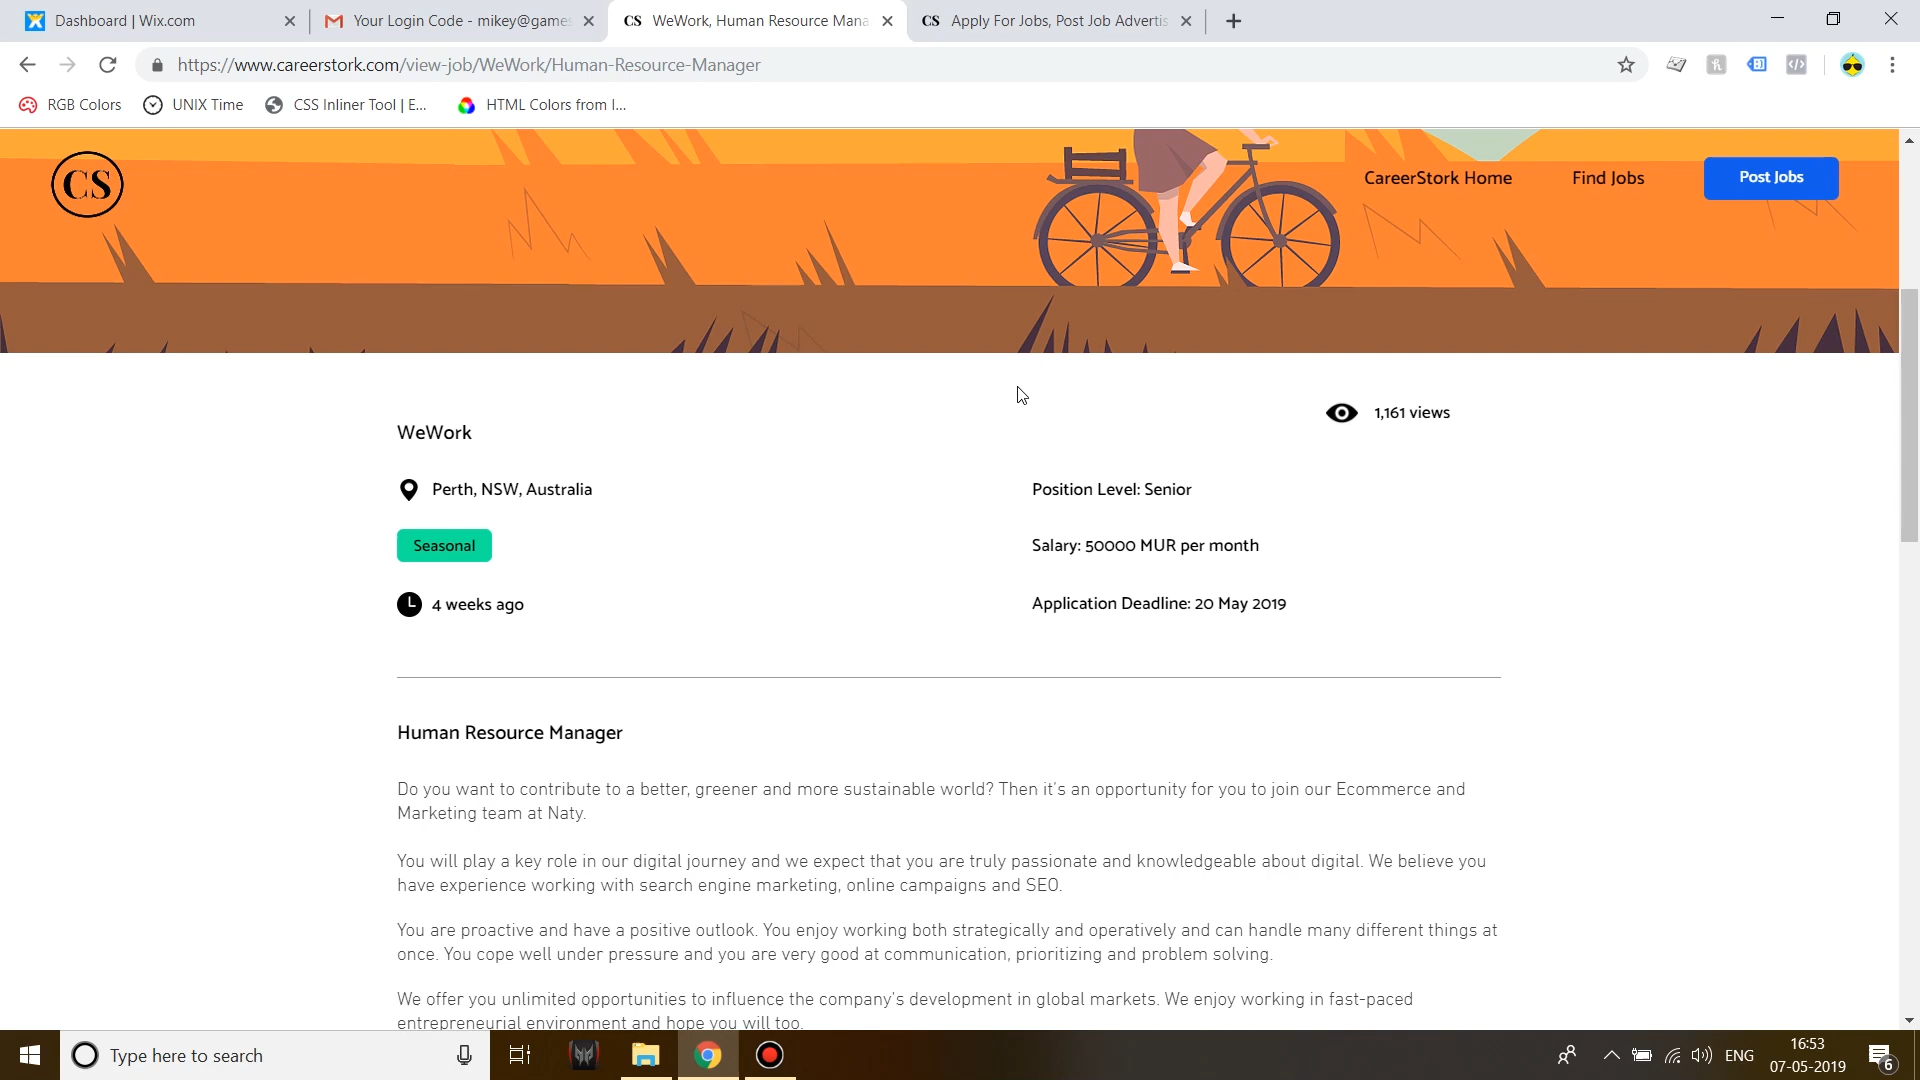 Dashboard | Wix.com
Your Login Code - mikey@game
CS WeWork, Human Resource Mana
CS Apply For Jobs, Post Job Advertis
https://www.careerstork.com/view-job/WeWork/Human-Resource-Manager
RGB Colors
UNIX Time
CSS Inliner Tool | E...
HTML Colors from I...
CS
CareerStork Home
Find Jobs
Post Jobs
1,161 views
WeWork
Perth, NSW, Australia
Position Level: Senior
Seasonal
Salary: 50000 MUR per month
4 weeks ago
Application Deadline: 20 May 2019
Human Resource Manager
Do you want to contribute to a better, greener and more sustainable world? Then it's an opportunity for you to join our Ecommerce and
Marketing team at Naty.
You will play a key role in our digital journey and we expect that you are truly passionate and knowledgeable about digital. We believe you
have experience working with search engine marketing, online campaigns and SEO.
You are proactive and have a positive outlook. You enjoy working both strategically and operatively and can handle many different things at
once. You cope well under pressure and you are very good at communication, prioritizing and problem solving.
We offer you unlimited opportunities to influence the company's development in global markets. We enjoy working in fast-paced
entrepreneurial environment and hope you will too.
Type here to search
ENG
16:53
07-05-2019
6